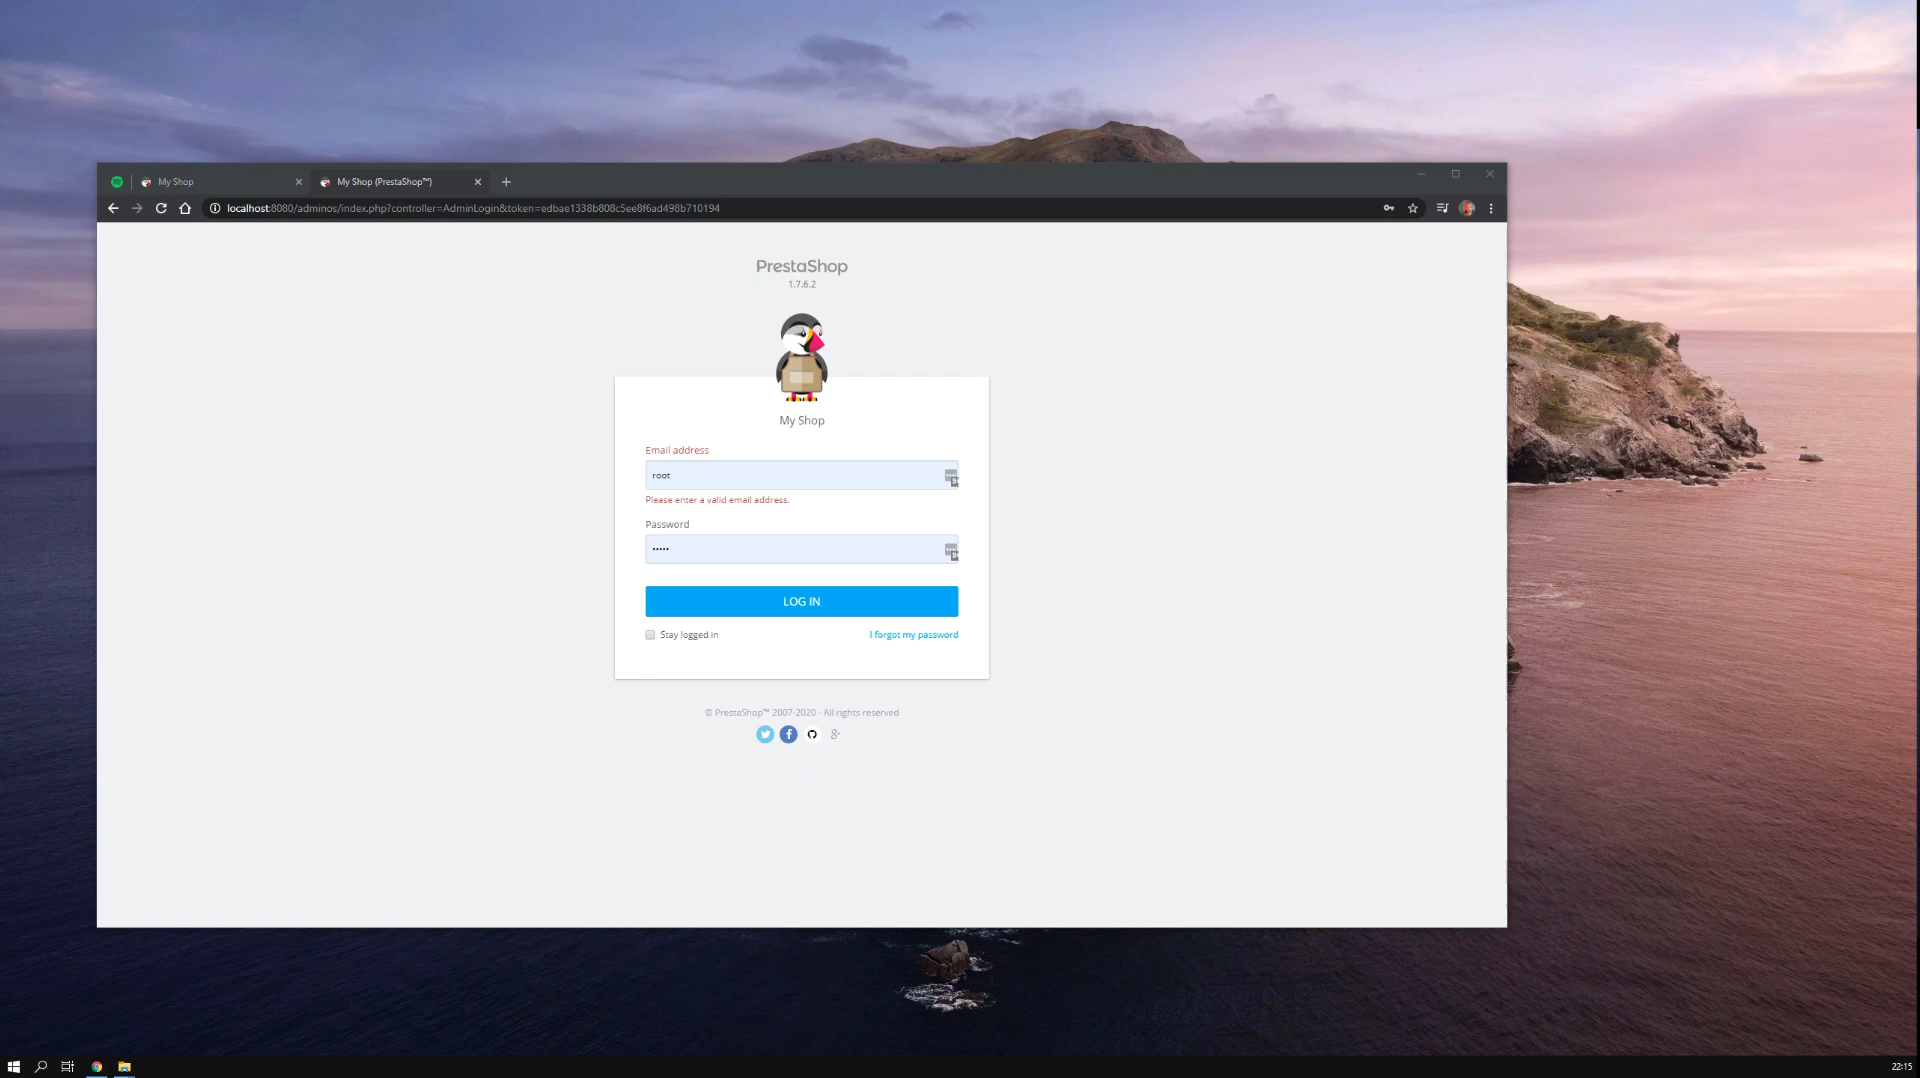 My Shop
My Shop (PrestaShop™)
localhost:8080/adminos/index.php?controller=AdminLogin&token=edbae1338b808c5ee8f6ad498b710194
PrestaShop
1.7.6.2
My Shop
Email address
root
Please enter a valid email address.
Password
•••••
LOG IN
Stay logged in
I forgot my password
© PrestaShop™ 2007-2020 - All rights reserved
22:15